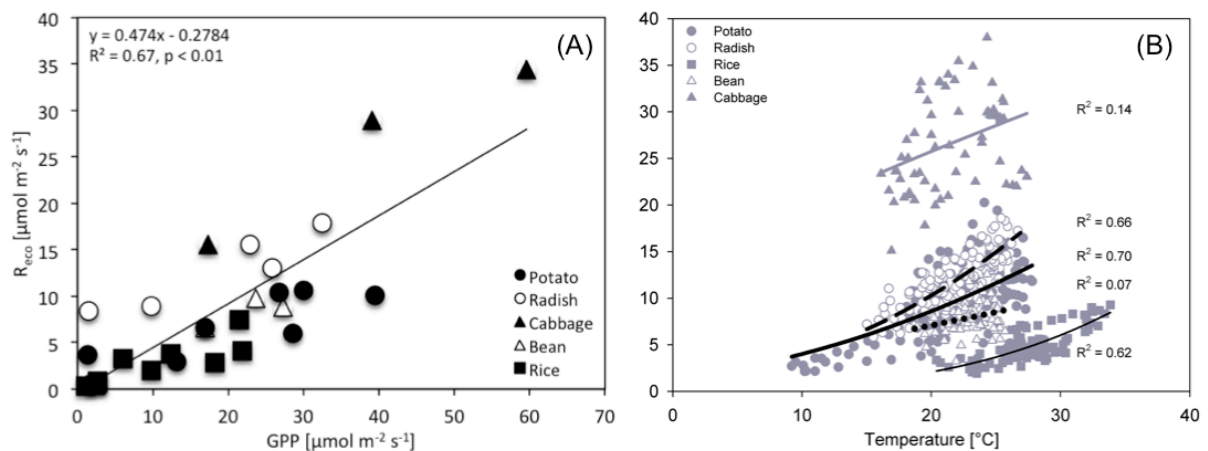 y = 0.474x - 0.2784
R² = 0.67, p < 0.01
(A)
40
35
30
25
20
15
10
5
0
R_eco [µmol m⁻² s⁻¹]
Potato
Radish
Cabbage
Bean
Rice
0 10 20 30 40 50 60 70
GPP [µmol m⁻² s⁻¹]
Potato
Radish
Rice
Bean
Cabbage
(B)
40
35
30
25
20
15
10
5
0
R² = 0.14
R² = 0.66
R² = 0.70
R² = 0.07
R² = 0.62
0 10 20 30 40
Temperature [°C]